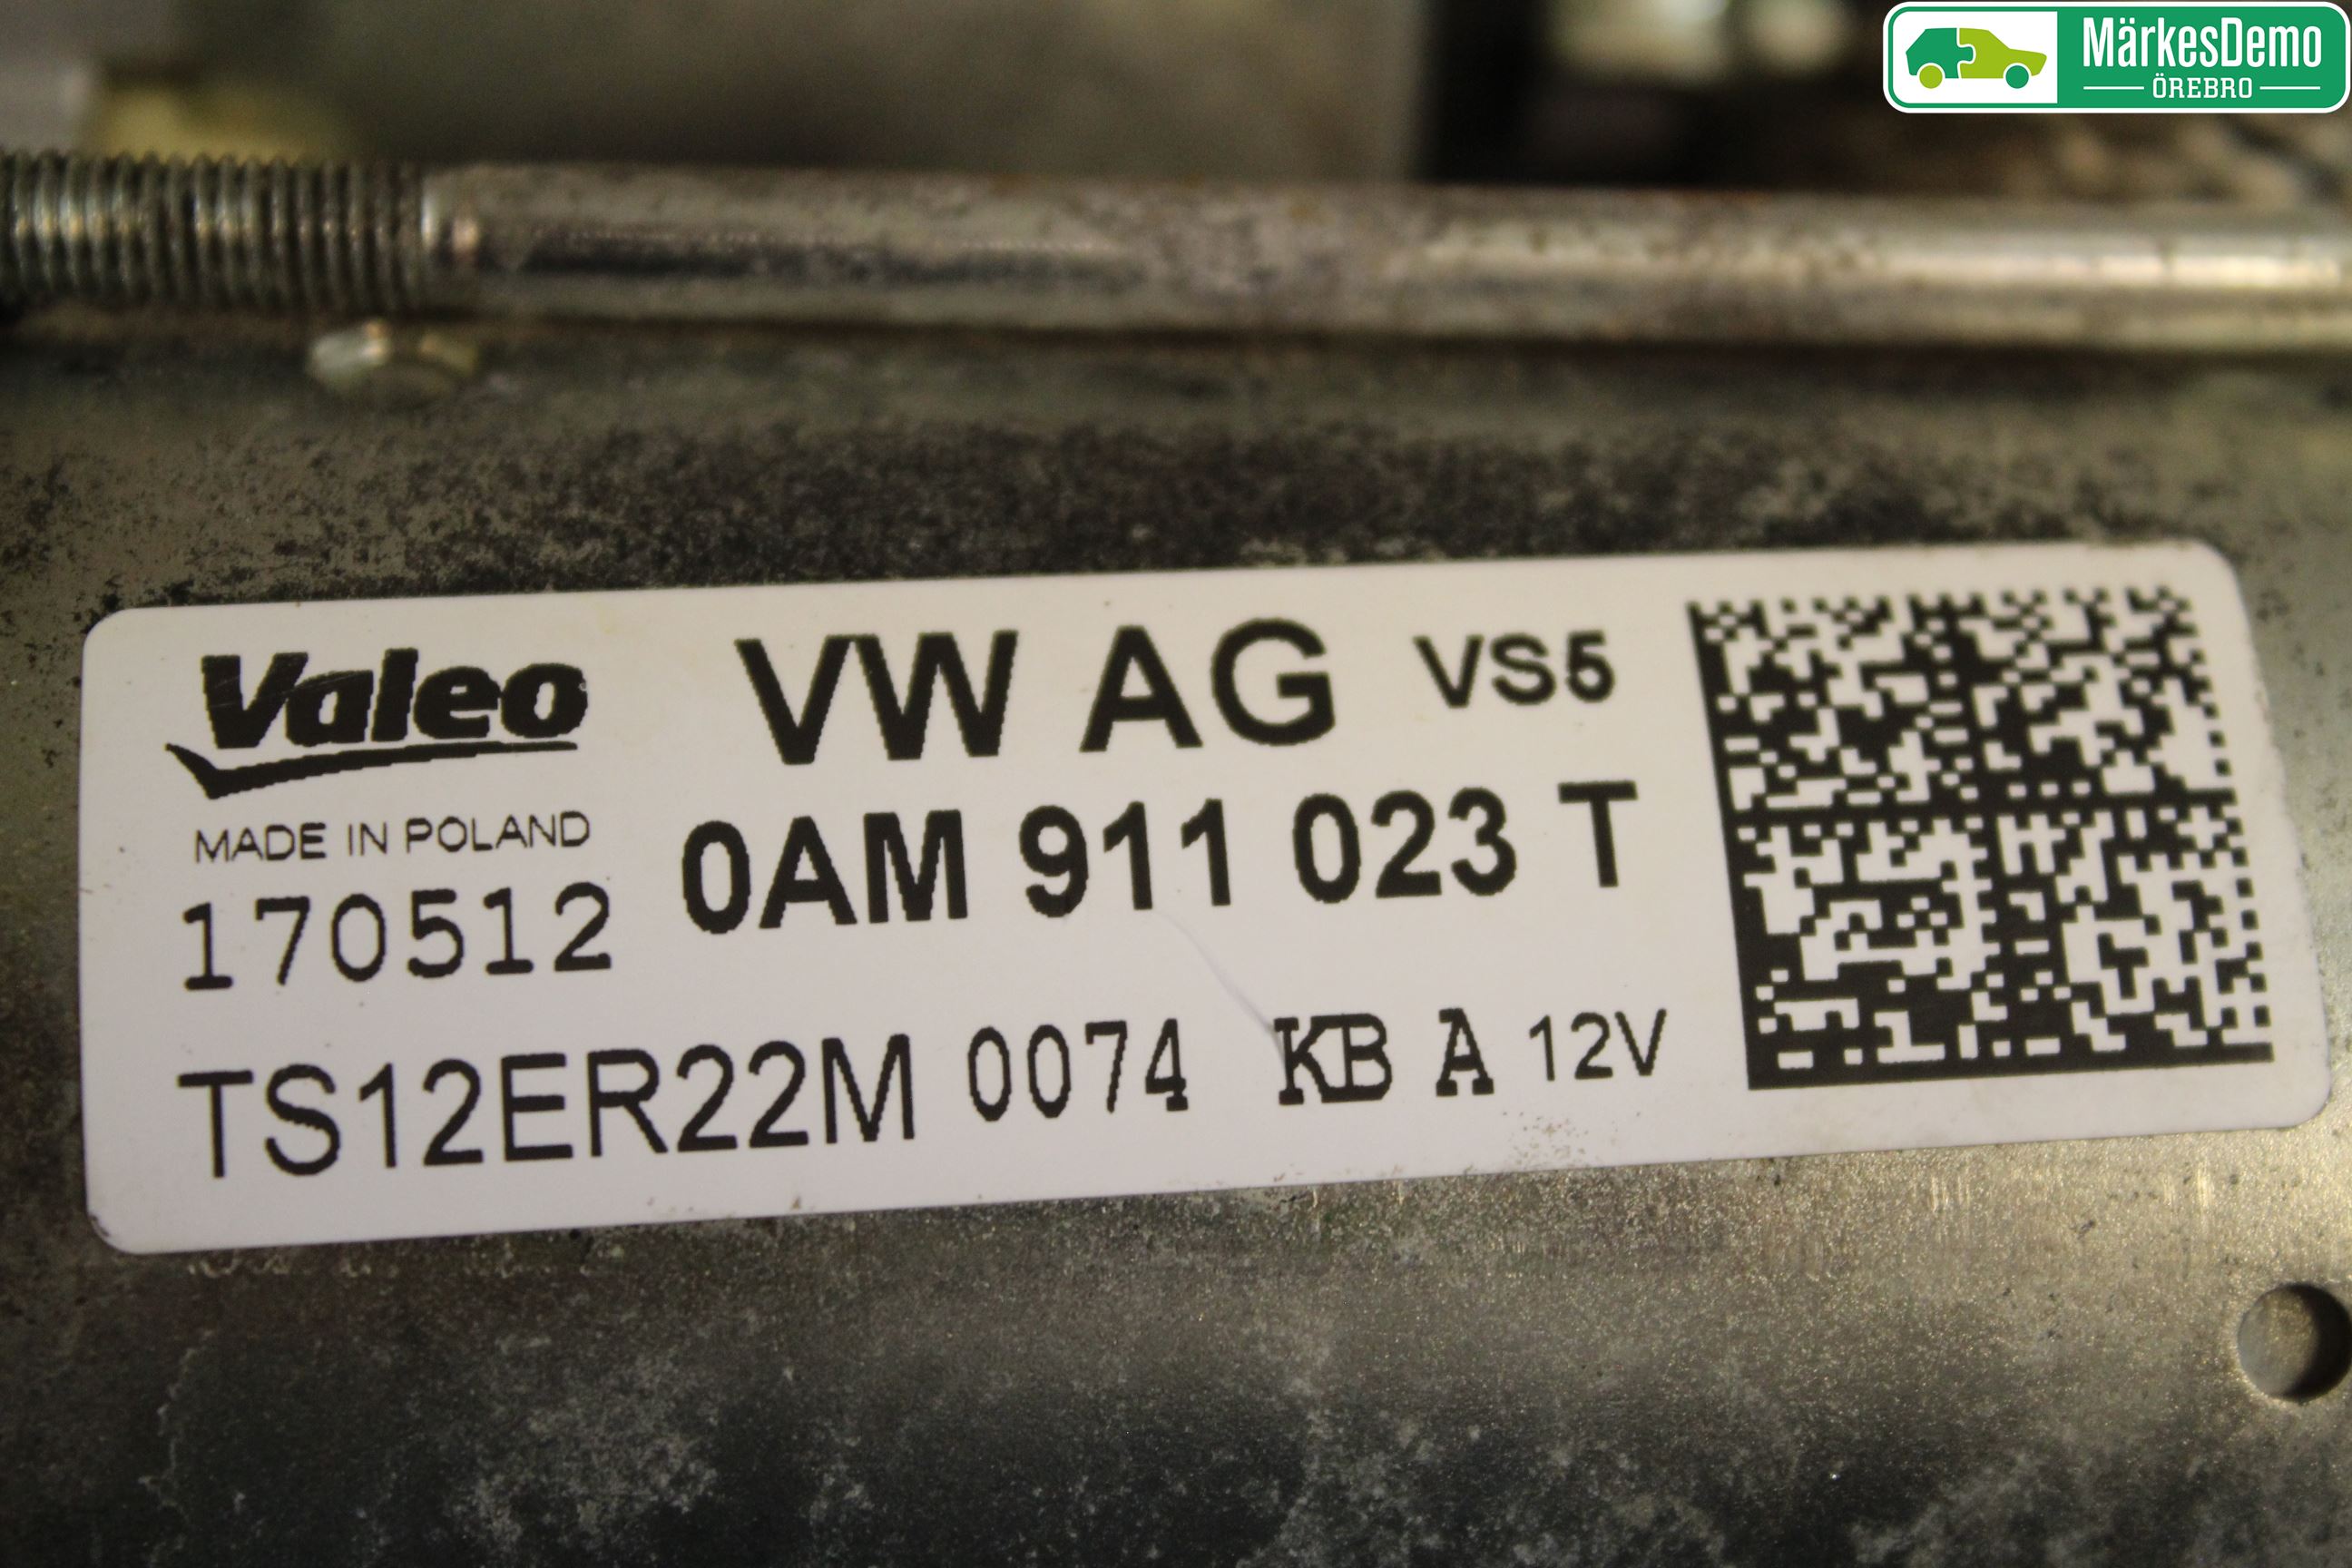 MärkesDemo
ÖREBRO
Valeo VW AG VS5
MADE IN POLAND
170512 0AM 911 023 T
TS12ER22M 0074 KB A 12V